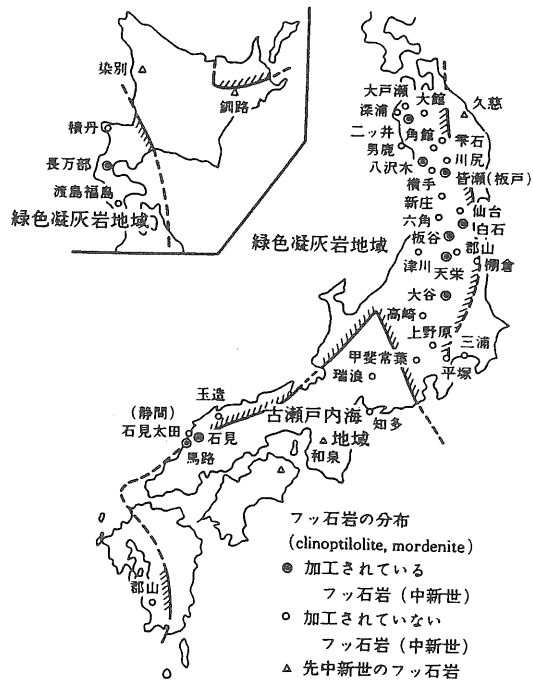 染別
釧路
積丹
長万部
渡島福島
緑色凝灰岩地域
大戸瀬
大館
久慈
深浦
二ッ井
角館
雫石
男鹿
川尻
八沢木
皆瀬(板戸)
横手
新庄
仙台
六角
白石
板谷
郡山
緑色凝灰岩地域
津川
天栄
棚倉
大谷
高崎
上野原
三浦
甲斐常葉
平塚
瑞浪
玉造
(静間)
石見太田
石見
馬路
古瀬戸内海
地域
知多
和泉
郡山
フッ石岩の分布
(clinoptilolite, mordenite)
加工されている
フッ石岩(中新世)
加工されていない
フッ石岩(中新世)
先中新世のフッ石岩